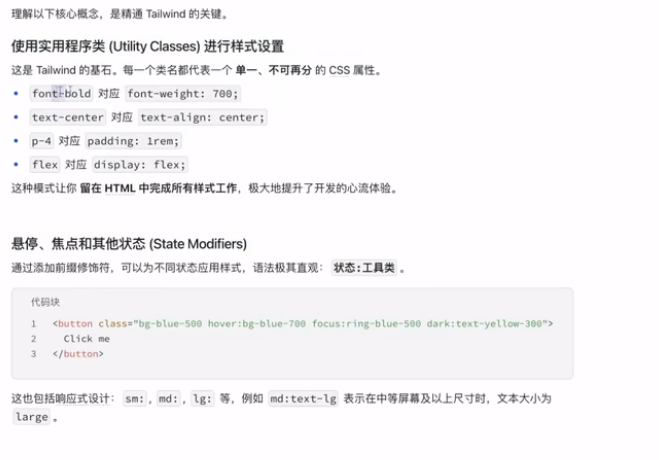 理解以下核心概念，是精通 Tailwind 的关键。
使用实用程序类 (Utility Classes) 进行样式设置
这是 Tailwind 的基石。每一个类名都代表一个 单一、不可再分 的 CSS 属性。
• font-bold 对应 font-weight: 700;
• text-center 对应 text-align: center;
• p-4 对应 padding: 1rem;
• flex 对应 display: flex;
这种模式让你 留在 HTML 中完成所有样式工作，极大地提升了开发的心流体验。
悬停、焦点和其他状态 (State Modifiers)
通过添加前缀修饰符，可以为不同状态应用样式，语法极其直观： 状态:工具类 。
代码块
1 <button class="bg-blue-500 hover:bg-blue-700 focus:ring-blue-500 dark:text-yellow-300">
2 Click me
3 </button>
这也包括响应式设计： sm: , md: , lg: 等，例如 md:text-lg 表示在中等屏幕及以上尺寸时，文本大小为
large 。